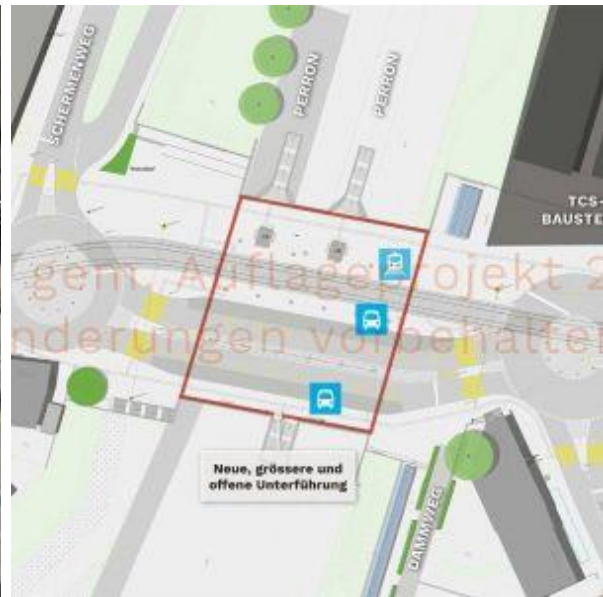 SCHERMENWEG
PERRON
PERRON
TCS-
BAUSTE
gem. Auflageprojekt 2
nderungen vorbehalten
Neue, grössere und
offene Unterführung
DAMMWEG